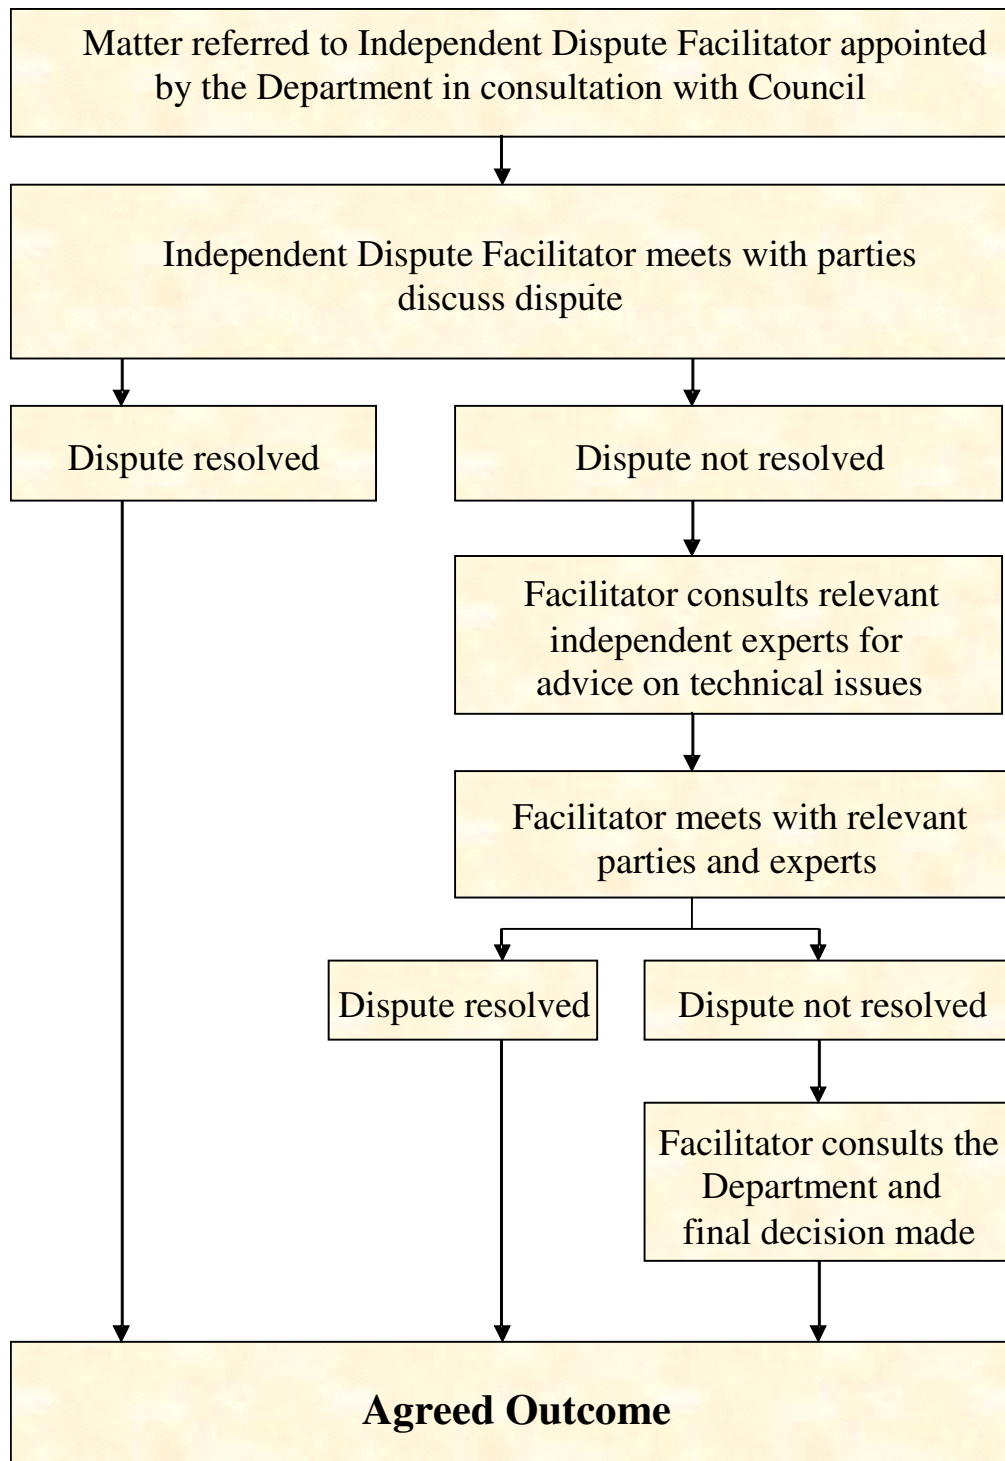 Matter referred to Independent Dispute Facilitator appointed
by the Department in consultation with Council
Independent Dispute Facilitator meets with parties
discuss dispute
Dispute resolved
Dispute not resolved
Facilitator consults relevant
independent experts for
advice on technical issues
Facilitator meets with relevant
parties and experts
Dispute resolved
Dispute not resolved
Facilitator consults the
Department and
final decision made
Agreed Outcome